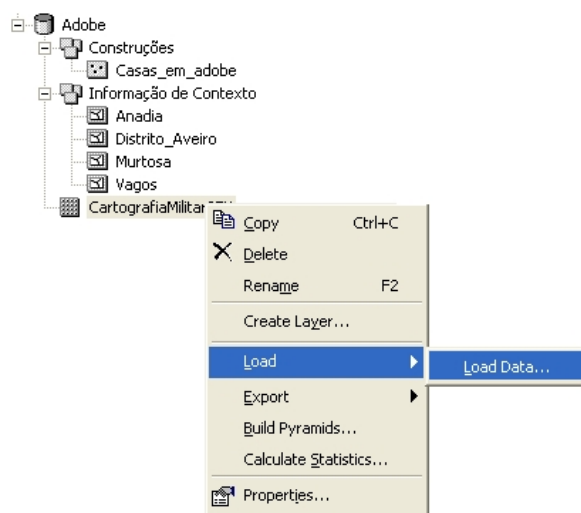 Adobe
Construções
Casas_em_adobe
Informação de Contexto
Anadia
Distrito_Aveiro
Murtosa
Vagos
Copy Ctrl+C
Delete
Rename F2
Create Layer...
Load
Load Data...
Export
Build Pyramids...
Calculate Statistics...
Properties...